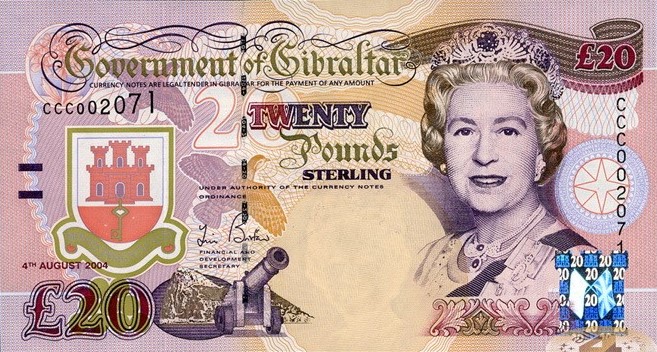 Government of Gibraltar
£20
CURRENCY NOTES ARE LEGAL TENDER IN GIBRALTAR FOR THE PAYMENT OF ANY AMOUNT
CCC002071
20
TWENTY
Pounds
STERLING
UNDER AUTHORITY OF THE CURRENCY NOTES
ORDINANCE
CCC002071
FINANCIAL AND
DEVELOPMENT
SECRETARY
4TH AUGUST 2004
£20
20 20 20
20 20